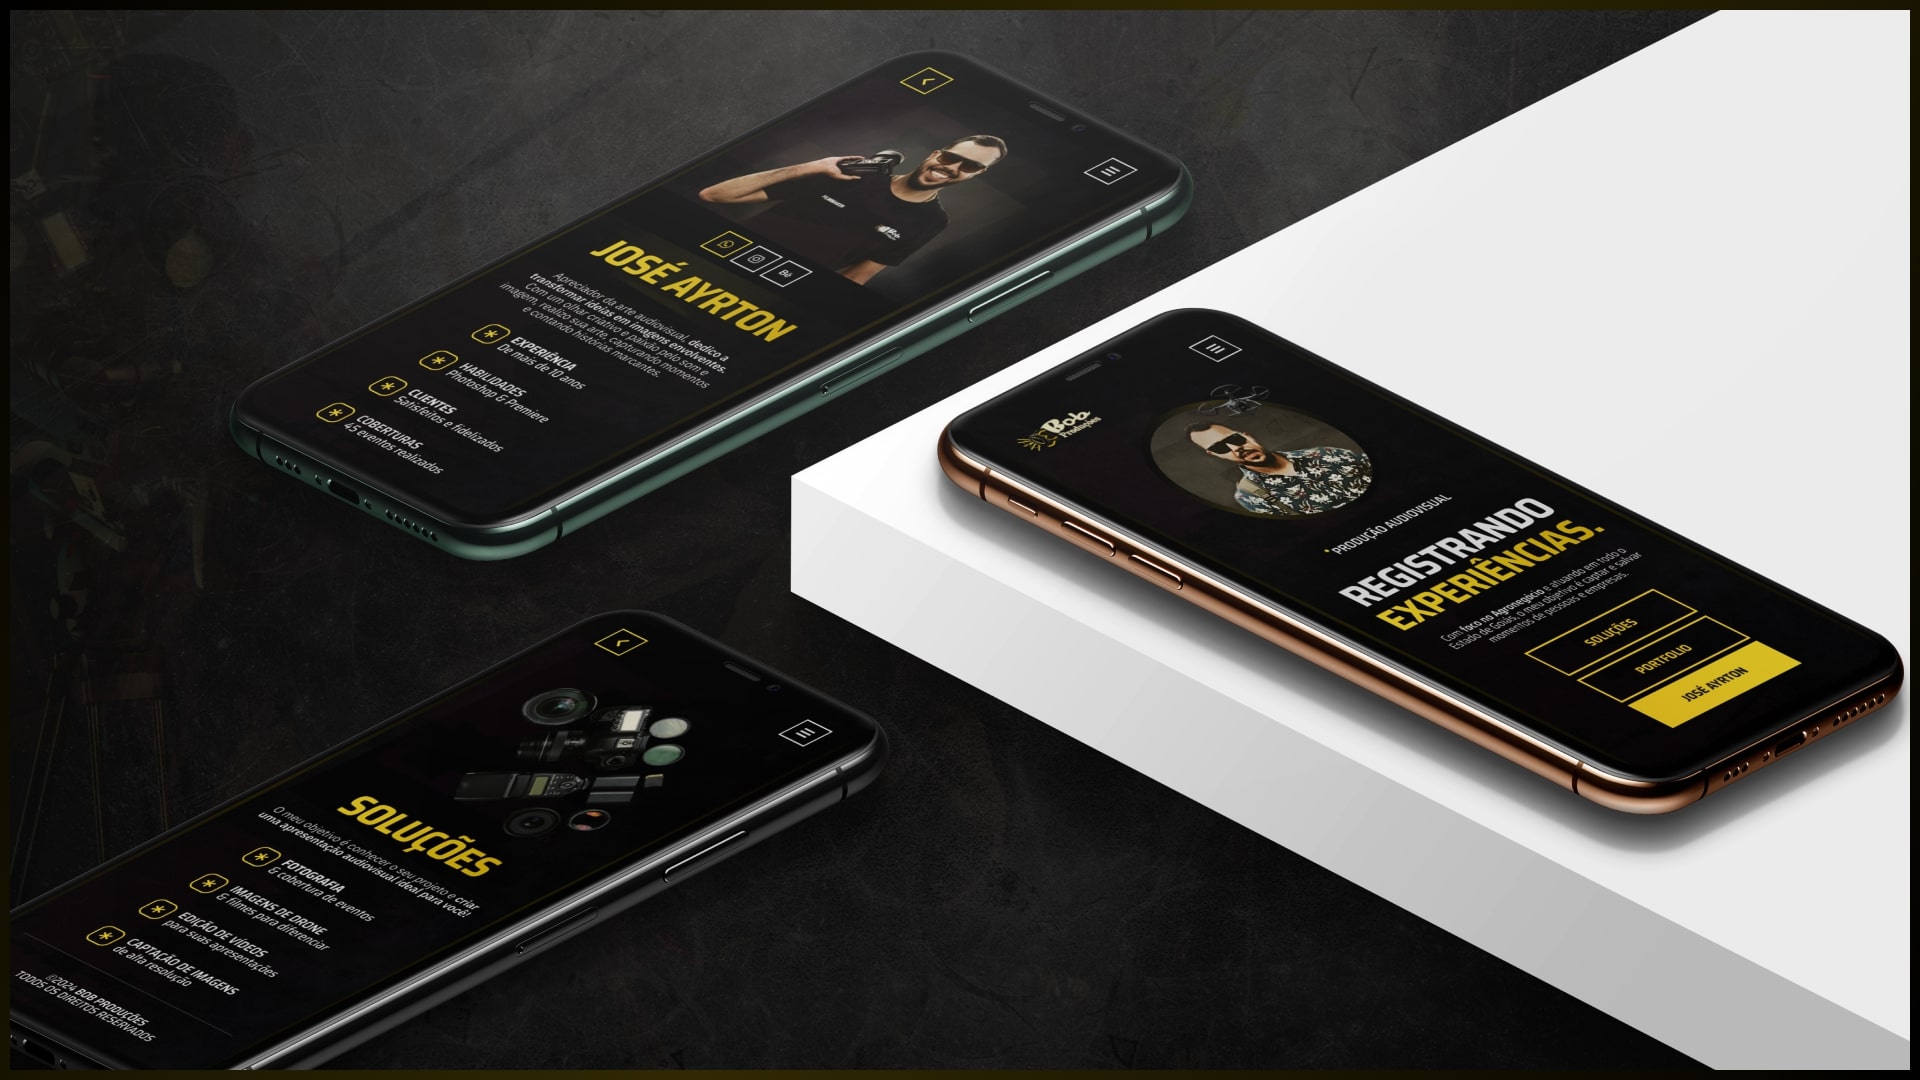 JOSÉ AYRTON
Apreciador da arte audiovisual, dedico a
transformar ideias em imagens envolventes.
Com um olhar criativo e paixão pelo som e
imagem, realizo sua arte, capturando momentos
e contando histórias marcantes.
EXPERIÊNCIA
De mais de 10 anos
HABILIDADES
Photoshop & Premiere
CLIENTES
Satisfeitos e fidelizados
COBERTURAS
45 eventos realizados
Bob
Produções
PRODUÇÃO AUDIOVISUAL
REGISTRANDO
EXPERIÊNCIAS.
Com foco no Agronegócio e atuando em todo o
Estado de Goiás, o meu objetivo é captar e salvar
momentos de pessoas e empresas.
SOLUÇÕES
PORTFOLIO
JOSÉ AYRTON
SOLUÇÕES
O meu objetivo é conhecer o seu projeto e criar
uma apresentação audiovisual ideal para você!
FOTOGRAFIA
& cobertura de eventos
IMAGENS DE DRONE
& filmes para diferenciar
EDIÇÃO DE VÍDEOS
para suas apresentações
CAPTAÇÃO DE IMAGENS
de alta resolução
©2024 BOB PRODUÇÕES
TODOS OS DIREITOS RESERVADOS